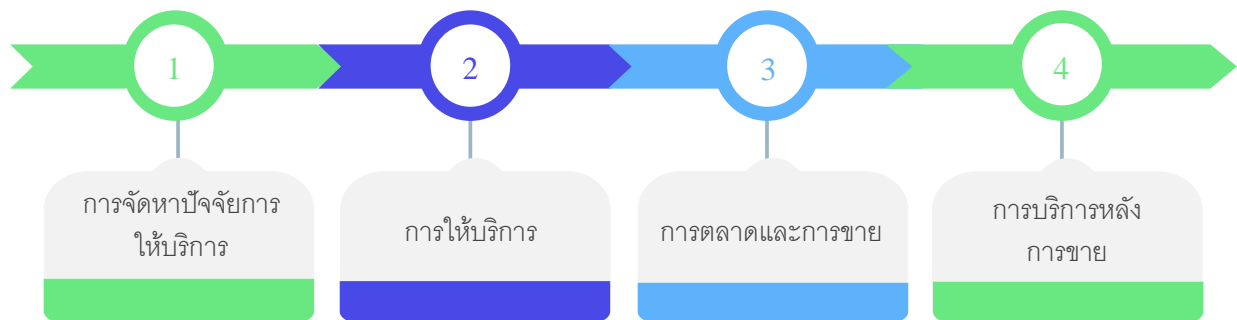 1
2
3
4
การจัดหาปัจจัยการ
ให้บริการ
การให้บริการ
การตลาดและการขาย
การบริการหลัง
การขาย